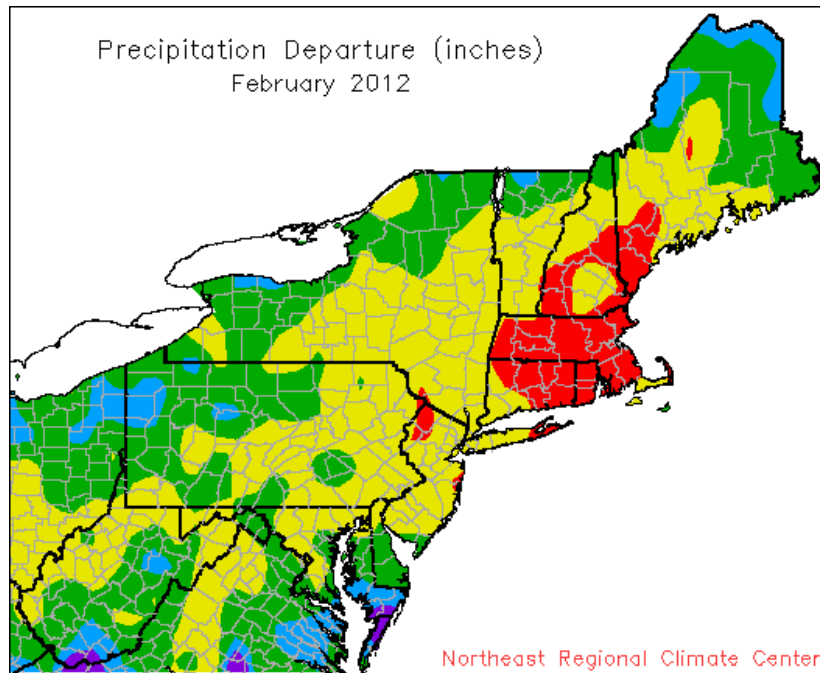 Precipitation Departure (inches)
February 2012
Northeast Regional Climate Center